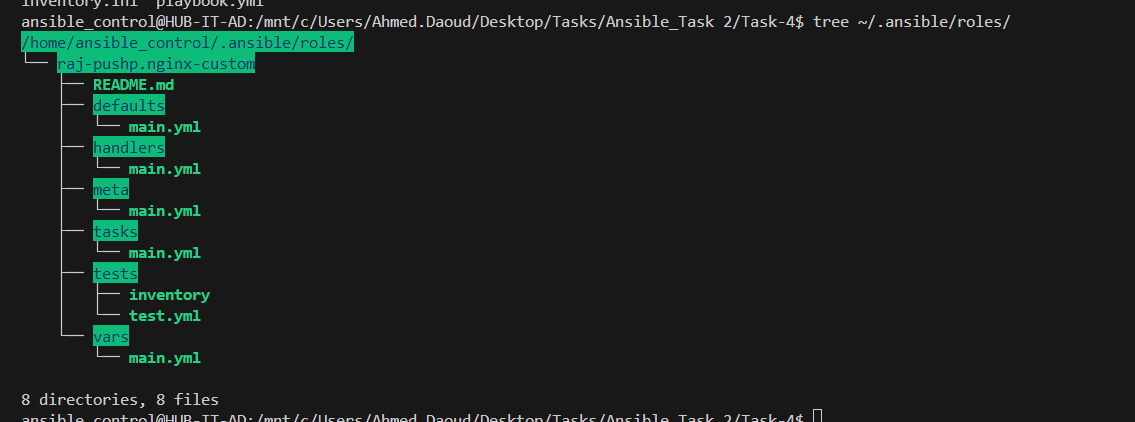 inventory.ini  playbook.yml
ansible_control@HUB-IT-AD:/mnt/c/Users/Ahmed.Daoud/Desktop/Tasks/Ansible_Task 2/Task-4$ tree ~/.ansible/roles/
/home/ansible_control/.ansible/roles/
└── raj-pushp.nginx-custom
    ├── README.md
    ├── defaults
    │   └── main.yml
    ├── handlers
    │   └── main.yml
    ├── meta
    │   └── main.yml
    ├── tasks
    │   └── main.yml
    ├── tests
    │   ├── inventory
    │   └── test.yml
    └── vars
        └── main.yml
8 directories, 8 files
ansible_control@HUB-IT-AD:/mnt/c/Users/Ahmed.Daoud/Desktop/Tasks/Ansible_Task 2/Task-4$